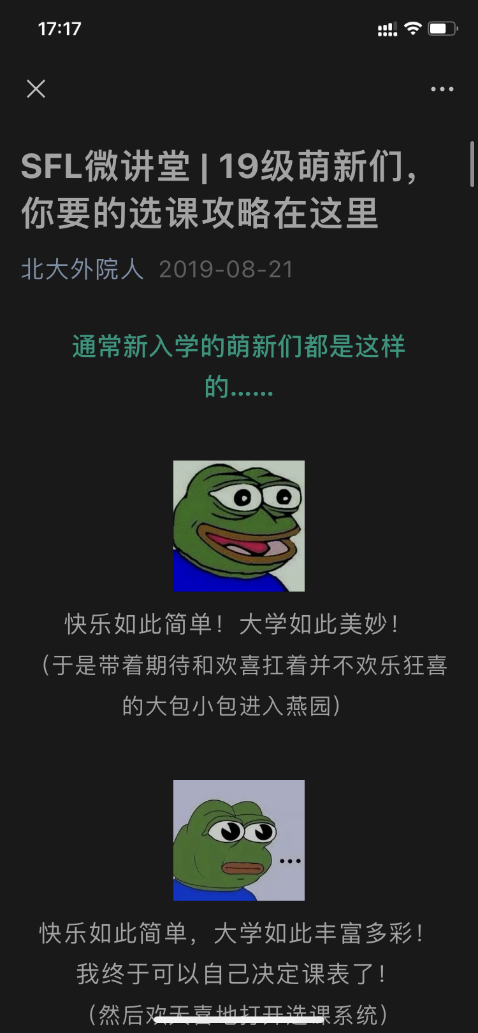 17:17
SFL微讲堂 | 19级萌新们，
你要的选课攻略在这里
北大外院人 2019-08-21
通常新入学的萌新们都是这样
的......
快乐如此简单！大学如此美妙！
（于是带着期待和欢喜扛着并不欢乐狂喜
的大包小包进入燕园）
...
快乐如此简单，大学如此丰富多彩！
我终于可以自己决定课表了！
（然后欢天喜地打开选课系统）